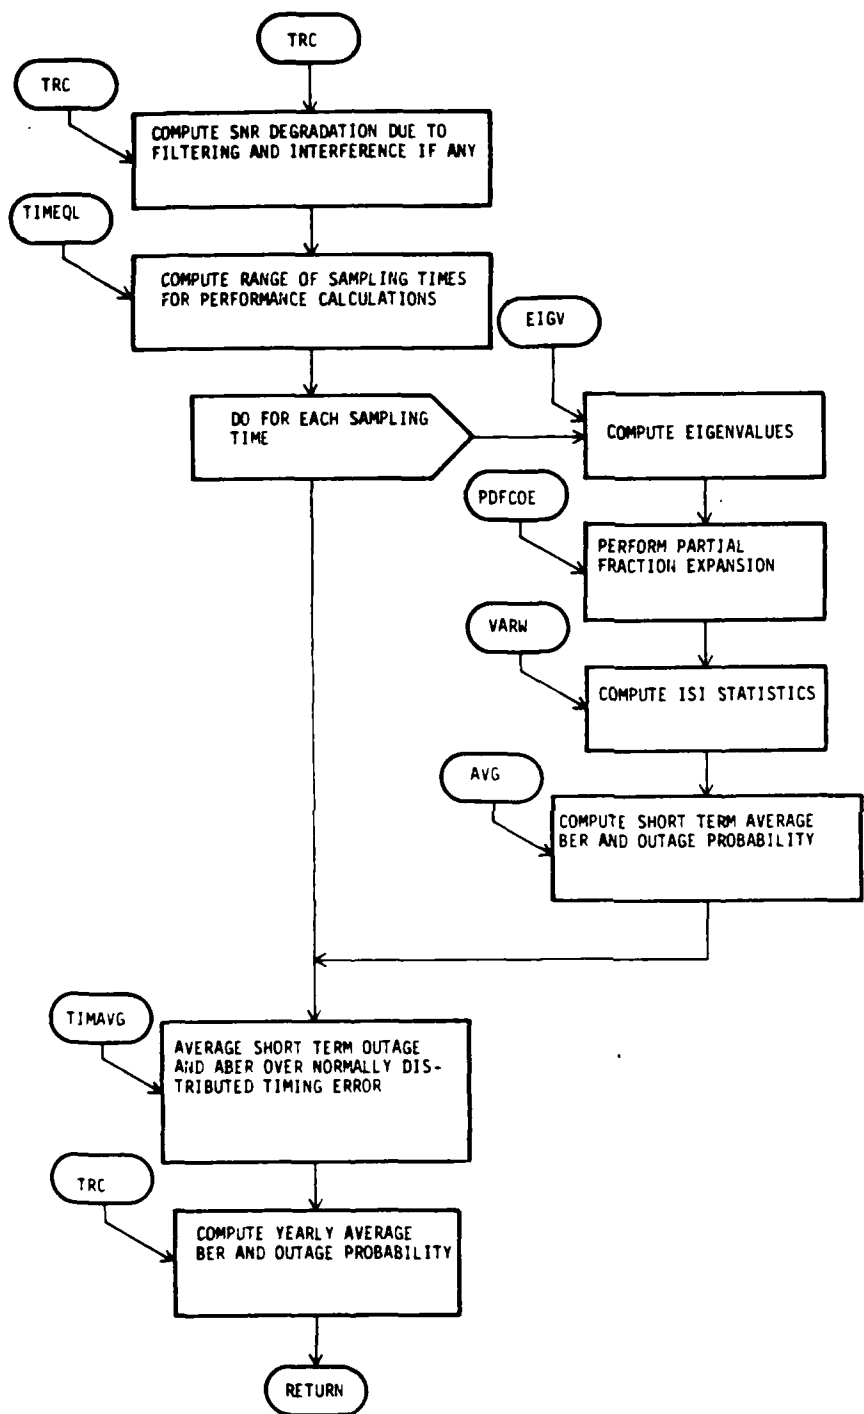 TRC
TRC
COMPUTE SNR DEGRADATION DUE TO
FILTERING AND INTERFERENCE IF ANY
TIMEQL
COMPUTE RANGE OF SAMPLING TIMES
FOR PERFORMANCE CALCULATIONS
EIGV
DO FOR EACH SAMPLING
TIME
COMPUTE EIGENVALUES
PDFCOE
PERFORM PARTIAL
FRACTION EXPANSION
VARW
COMPUTE ISI STATISTICS
AVG
COMPUTE SHORT TERM AVERAGE
BER AND OUTAGE PROBABILITY
TIMAVG
AVERAGE SHORT TERM OUTAGE
AND ABER OVER NORMALLY DIS-
TRIBUTED TIMING ERROR
TRC
COMPUTE YEARLY AVERAGE
BER AND OUTAGE PROBABILITY
RETURN